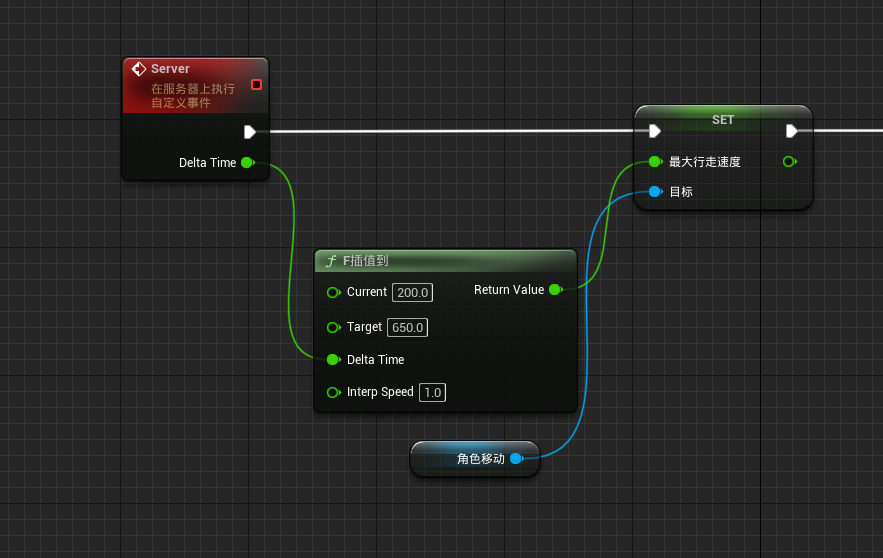 Server
在服务器上执行
自定义事件
Delta Time
SET
最大行走速度
目标
F插值到
Current 200.0
Return Value
Target 650.0
Delta Time
Interp Speed 1.0
角色移动